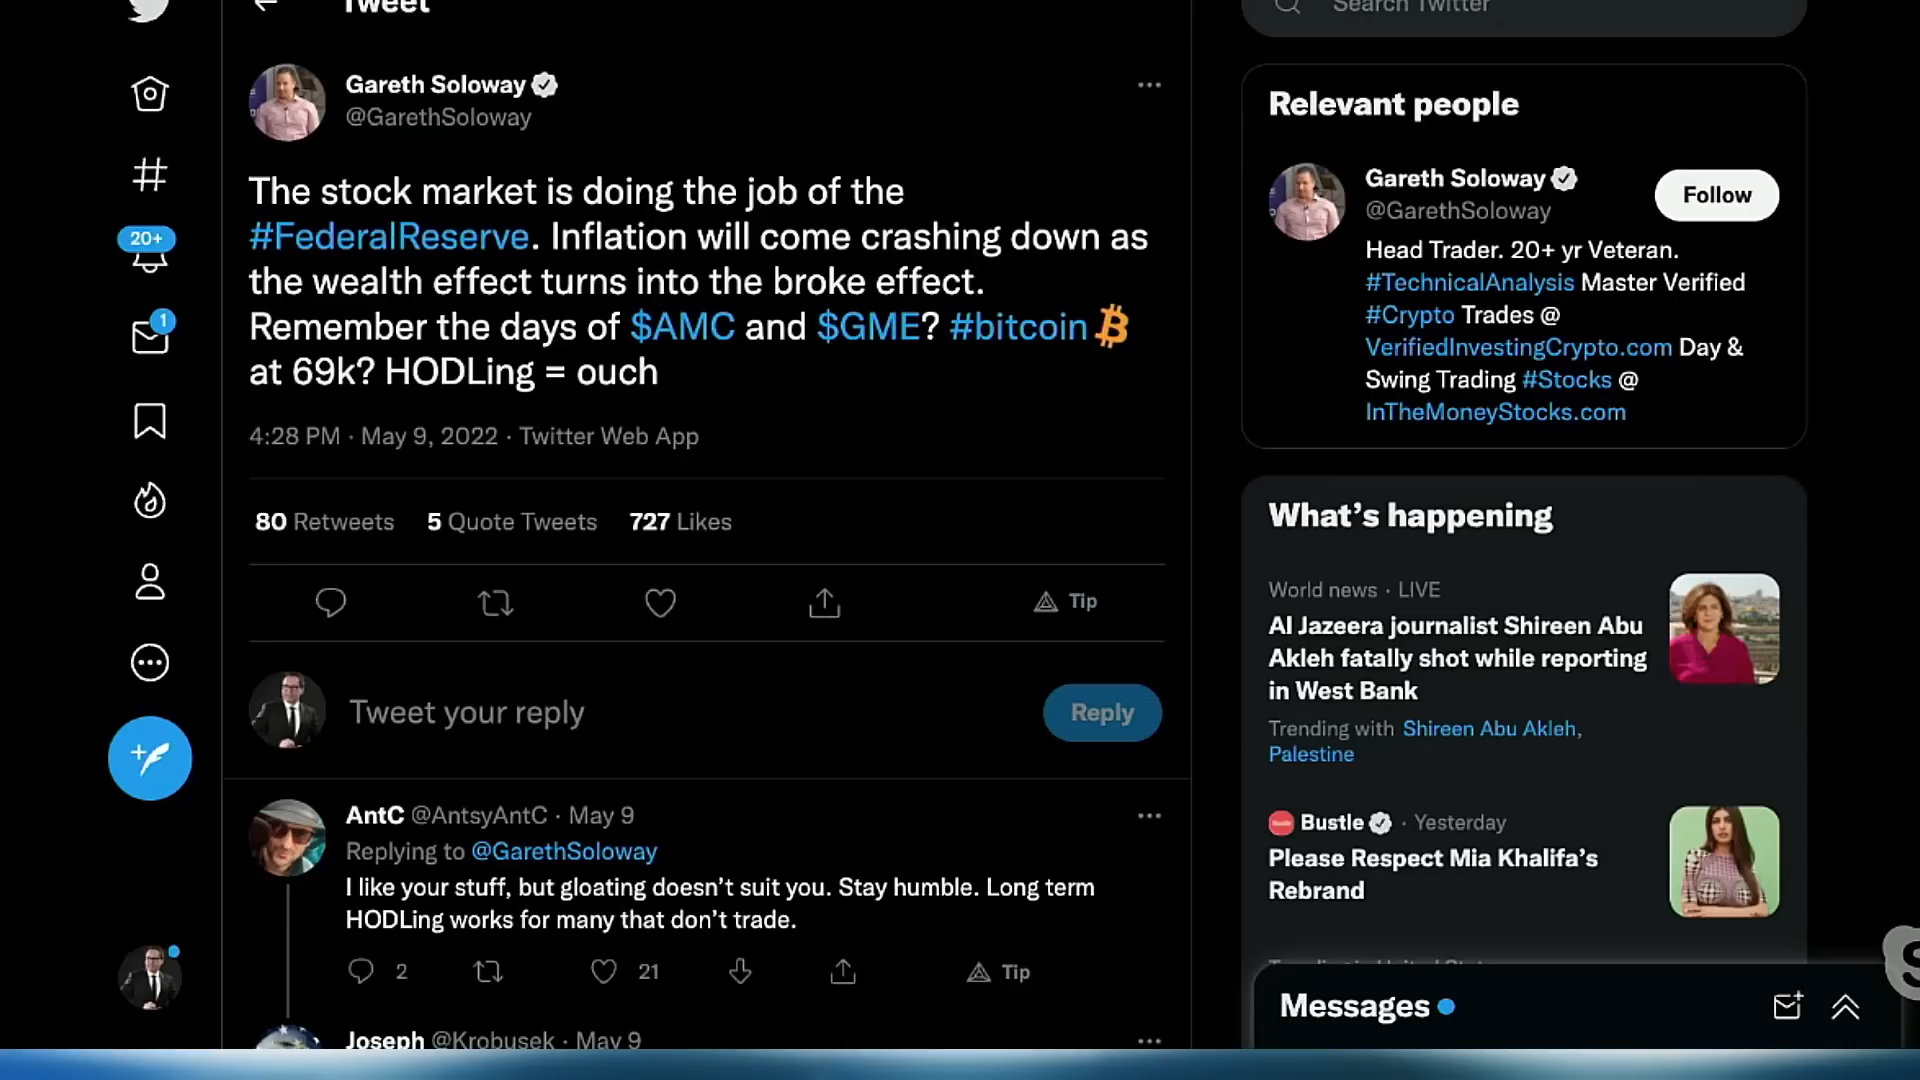 Tweet
Search Twitter
Gareth Soloway
@GarethSoloway
The stock market is doing the job of the
#FederalReserve. Inflation will come crashing down as
the wealth effect turns into the broke effect.
Remember the days of $AMC and $GME? #bitcoin
at 69k? HODLing = ouch
4:28 PM · May 9, 2022 · Twitter Web App
80 Retweets 5 Quote Tweets 727 Likes
Tip
Tweet your reply
Reply
AntC @AntsyAntC · May 9
Replying to @GarethSoloway
I like your stuff, but gloating doesn't suit you. Stay humble. Long term
HODLing works for many that don't trade.
2 21 Tip
Joseph @Krobusek · May 9
20+
1
Relevant people
Gareth Soloway
@GarethSoloway
Follow
Head Trader. 20+ yr Veteran.
#TechnicalAnalysis Master Verified
#Crypto Trades @
VerifiedInvestingCrypto.com Day &
Swing Trading #Stocks @
InTheMoneyStocks.com
What's happening
World news · LIVE
Al Jazeera journalist Shireen Abu
Akleh fatally shot while reporting
in West Bank
Trending with Shireen Abu Akleh,
Palestine
Bustle · Yesterday
Please Respect Mia Khalifa's
Rebrand
Messages